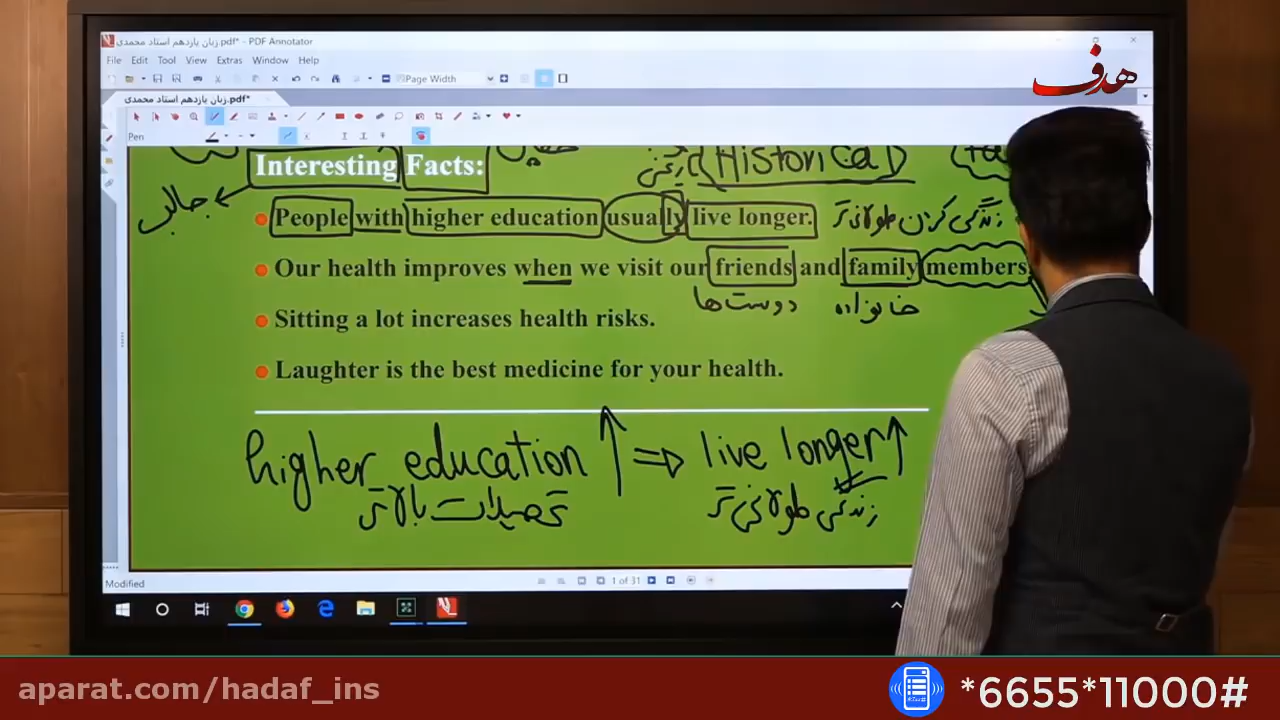 زبان یازدهم استاد محمدی.pdf* - PDF Annotator
File Edit Tool View Extras Window Help
Page Width
زبان یازدهم استاد محمدی.pdf*
Pen
هدف
Historical
Interesting Facts:
جالب
People with higher education usually live longer.
زندگی کردن طولانی تر
Our health improves when we visit our friends and family members
دوست ها
خانواده
Sitting a lot increases health risks.
Laughter is the best medicine for your health.
higher education ⇒ live longer
تحصیلات بالاتر
زندگی طولانی تر
Modified
1 of 31
aparat.com/hadaf_ins
*6655*11000#